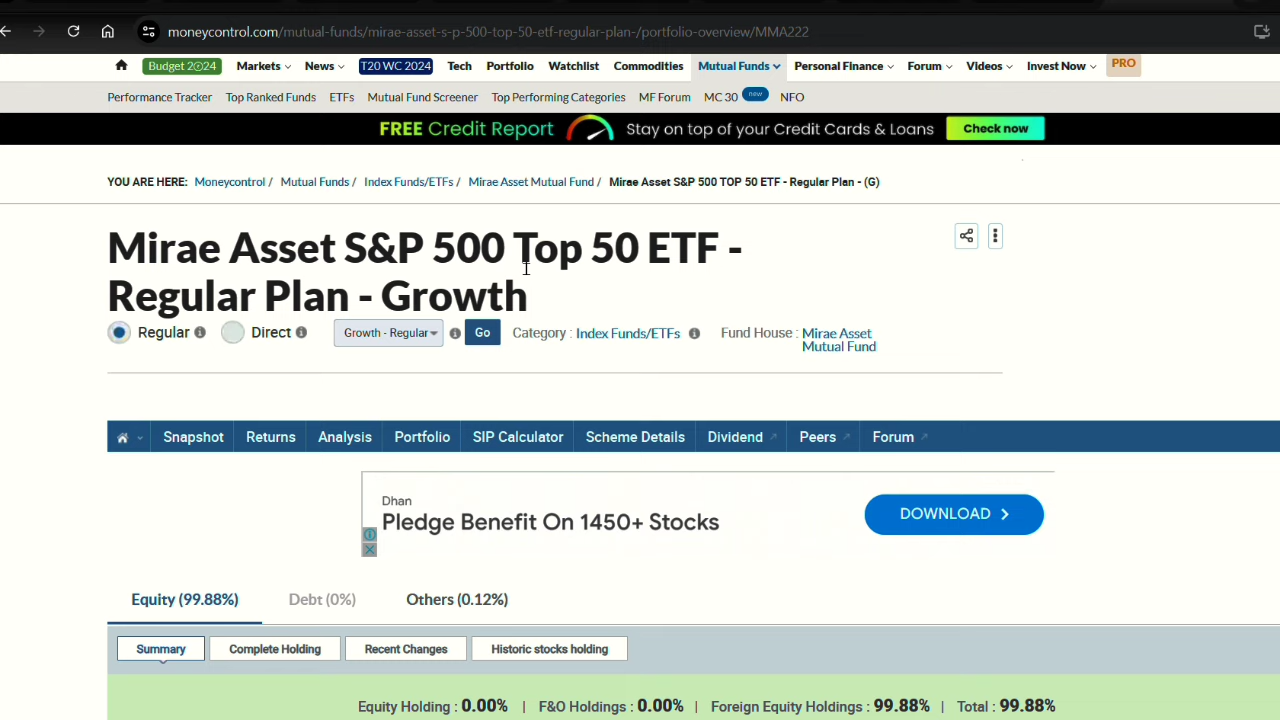 moneycontrol.com/mutual-funds/mirae-asset-s-p-500-top-50-etf-regular-plan-/portfolio-overview/MMA222
Budget 2024 Markets News T20 WC 2024 Tech Portfolio Watchlist Commodities Mutual Funds Personal Finance Forum Videos Invest Now PRO
Performance Tracker Top Ranked Funds ETFs Mutual Fund Screener Top Performing Categories MF Forum MC 30 new NFO
FREE Credit Report Stay on top of your Credit Cards & Loans Check now
YOU ARE HERE: Moneycontrol / Mutual Funds / Index Funds/ETFs / Mirae Asset Mutual Fund / Mirae Asset S&P 500 TOP 50 ETF - Regular Plan - (G)
Mirae Asset S&P 500 Top 50 ETF -
Regular Plan - Growth
Regular Direct Growth - Regular Go Category : Index Funds/ETFs Fund House : Mirae Asset
Mutual Fund
Snapshot Returns Analysis Portfolio SIP Calculator Scheme Details Dividend Peers Forum
Dhan
Pledge Benefit On 1450+ Stocks
DOWNLOAD
Equity (99.88%) Debt (0%) Others (0.12%)
Summary Complete Holding Recent Changes Historic stocks holding
Equity Holding : 0.00% | F&O Holdings : 0.00% | Foreign Equity Holdings : 99.88% | Total : 99.88%